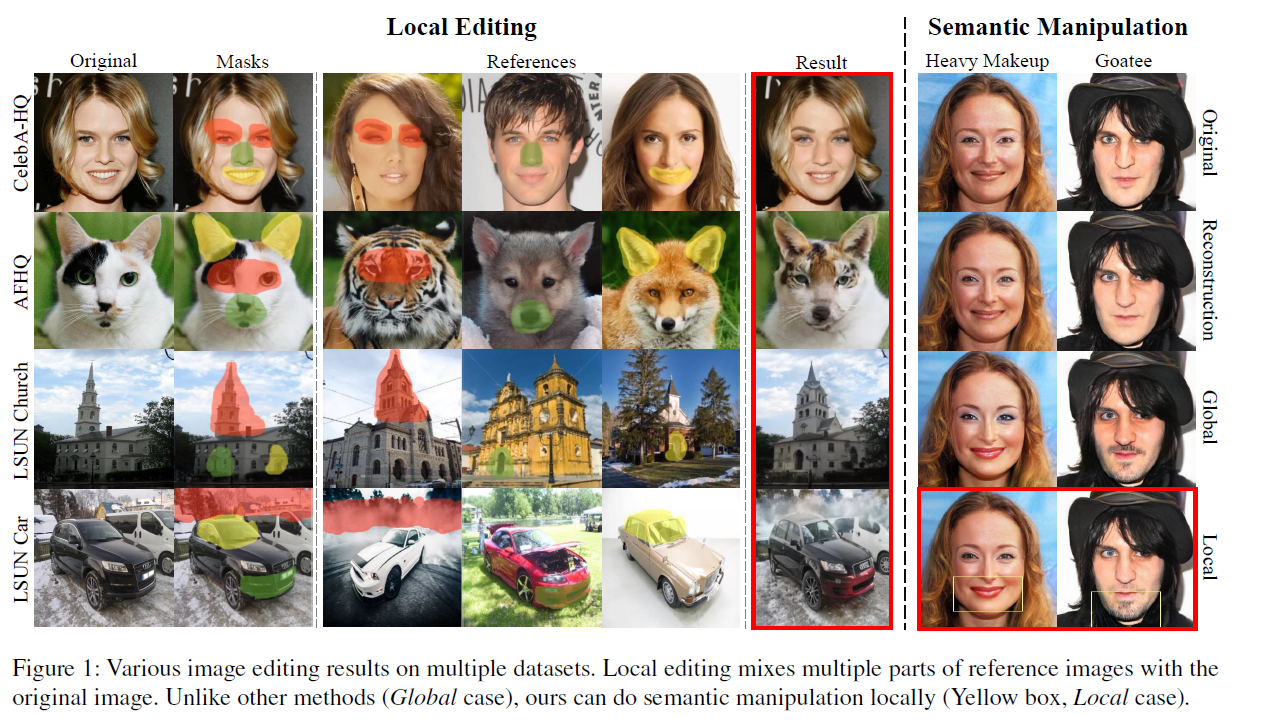 Local Editing
Semantic Manipulation
Original
Masks
References
Result
Heavy Makeup
Goatee
CelebA-HQ
AFHQ
LSUN Church
LSUN Car
Original
Reconstruction
Global
Local
Figure 1: Various image editing results on multiple datasets. Local editing mixes multiple parts of reference images with the
original image. Unlike other methods (Global case), ours can do semantic manipulation locally (Yellow box, Local case).